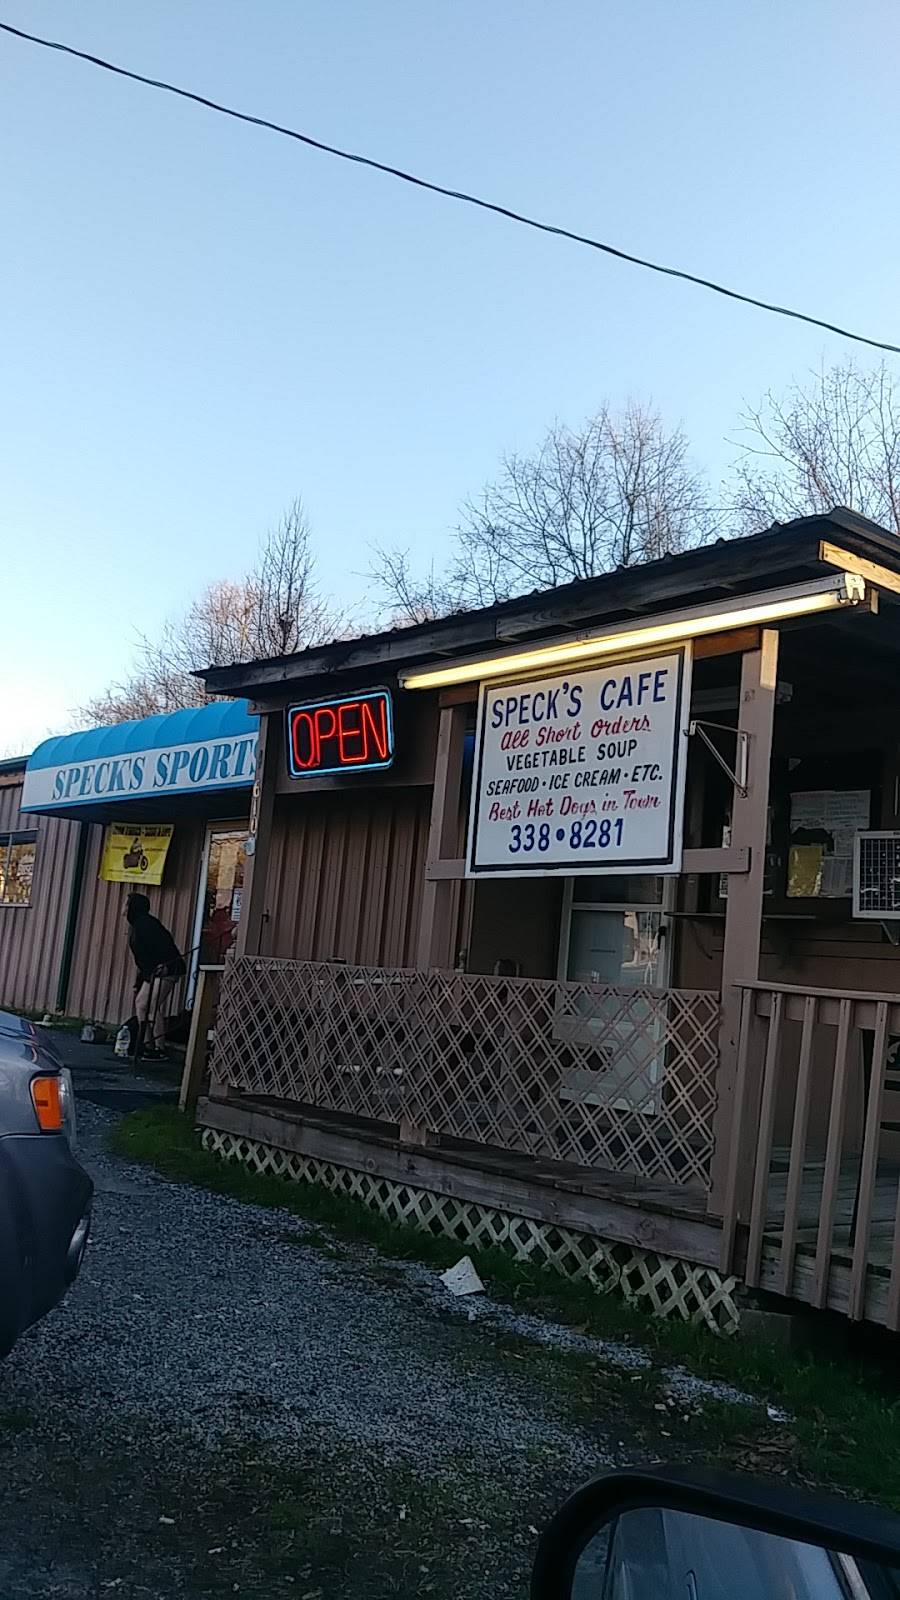 SPECK'S SPORTS
OPEN
SPECK'S CAFE
All Short Orders
VEGETABLE SOUP
SEAFOOD • ICE CREAM • ETC.
Best Hot Dogs in Town
338•8281